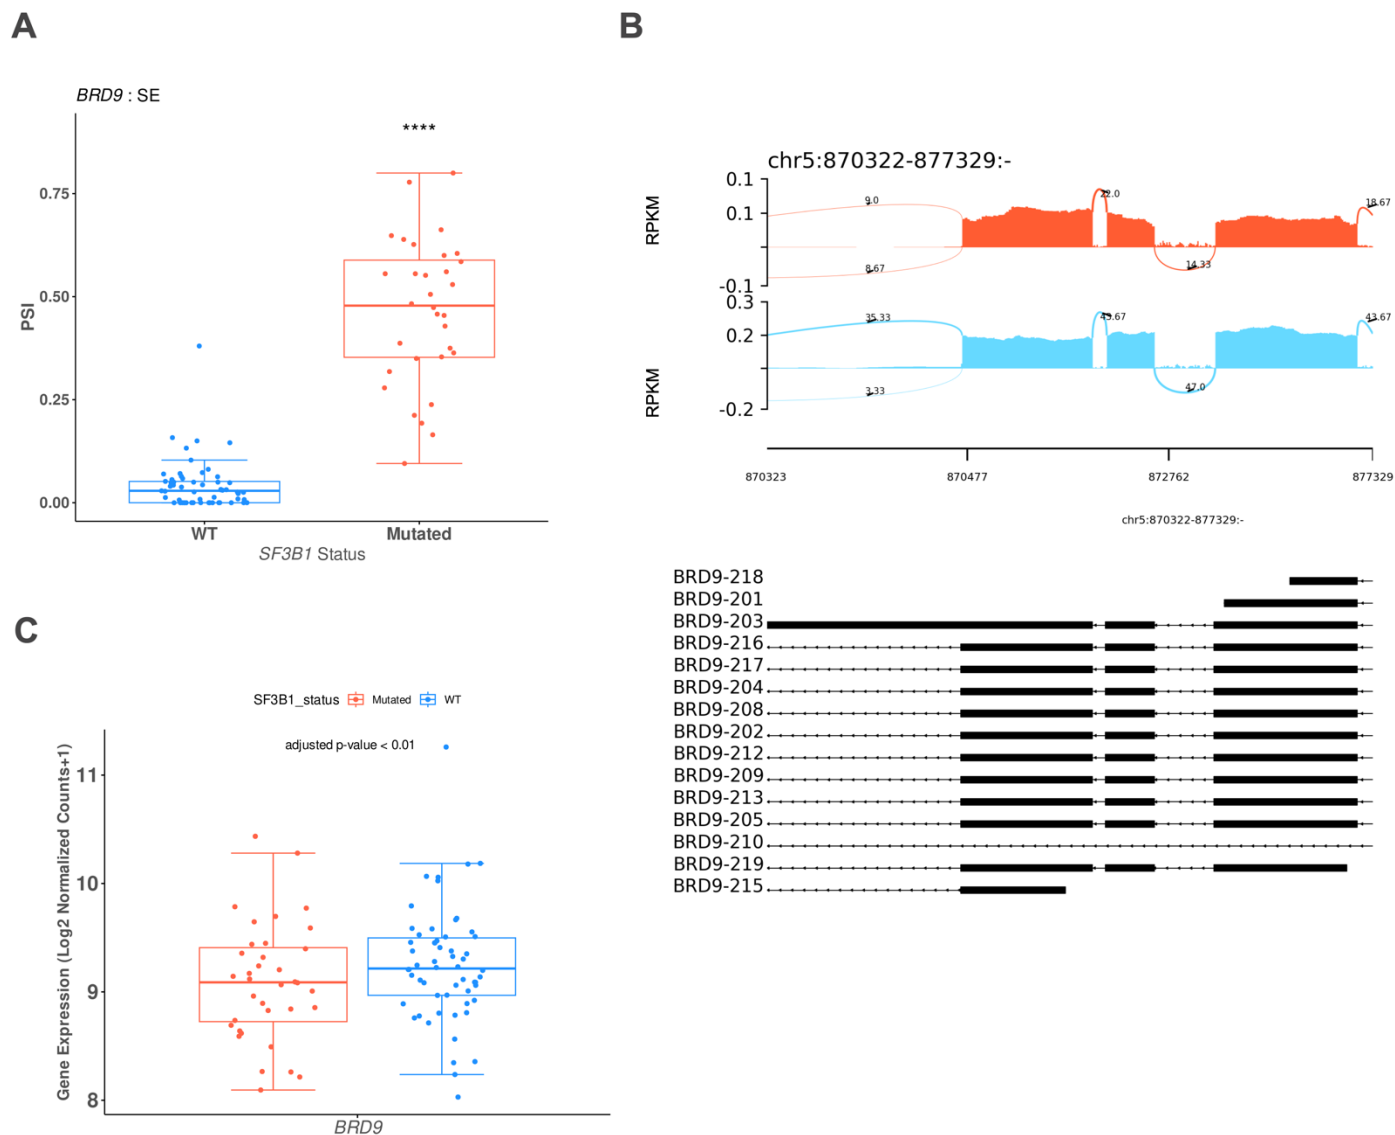 A
BRD9 : SE
****
0.75
0.50
0.25
0.00
PSI
WT
Mutated
SF3B1 Status
B
chr5:870322-877329:-
0.1
0.1
-0.1
RPKM
9.0
8.67
22.0
14.33
18.67
0.3
0.2
-0.2
RPKM
35.33
3.33
49.67
47.0
43.67
870323
870477
872762
877329
chr5:870322-877329:-
BRD9-218
BRD9-201
BRD9-203
BRD9-216
BRD9-217
BRD9-204
BRD9-208
BRD9-202
BRD9-212
BRD9-209
BRD9-213
BRD9-205
BRD9-210
BRD9-219
BRD9-215
C
SF3B1_status Mutated WT
adjusted p-value < 0.01
11
10
9
8
Gene Expression (Log2 Normalized Counts+1)
BRD9